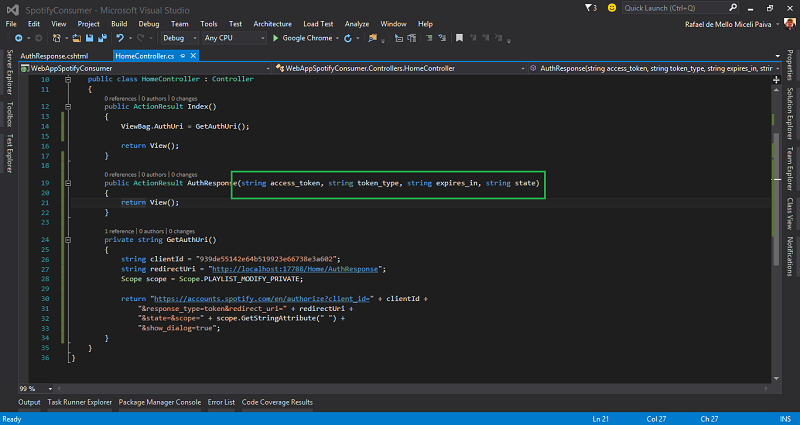 SpotifyConsumer - Microsoft Visual Studio
3
Quick Launch (Ctrl+Q)
File Edit View Project Build Debug Team Tools Test Architecture Load Test Analyze Window Help
Rafael de Mello Miceli Paiva
Debug Any CPU Google Chrome
AuthResponse.cshtml HomeController.cs
WebAppSpotifyConsumer WebAppSpotifyConsumer.Controllers.HomeController AuthResponse(string access_token, string token_type, string expires_in, strin
Server Explorer
Toolbox
Test Explorer
10 public class HomeController : Controller
11 {
0 references | 0 authors | 0 changes
12 public ActionResult Index()
13 {
14 ViewBag.AuthUri = GetAuthUri();
15
16 return View();
17 }
18
0 references | 0 authors | 0 changes
19 public ActionResult AuthResponse(string access_token, string token_type, string expires_in, string state)
20 {
21 return View();
22 }
23
1 reference | 0 authors | 0 changes
24 private string GetAuthUri()
25 {
26 string clientId = "939de55142e64b519923e66738e3a602";
27 string redirectUri = "http://localhost:17788/Home/AuthResponse";
28 Scope scope = Scope.PLAYLIST_MODIFY_PRIVATE;
29
30 return "https://accounts.spotify.com/en/authorize?client_id=" + clientId +
31 "&response_type=token&redirect_uri=" + redirectUri +
32 "&state=&scope=" + scope.GetStringAttribute(" ") +
33 "&show_dialog=true";
34 }
35 }
36 }
Properties
Solution Explorer
Team Explorer
Class View
Notifications
99 %
Output Task Runner Explorer Package Manager Console Error List Code Coverage Results
Ready Ln 21 Col 27 Ch 27 INS